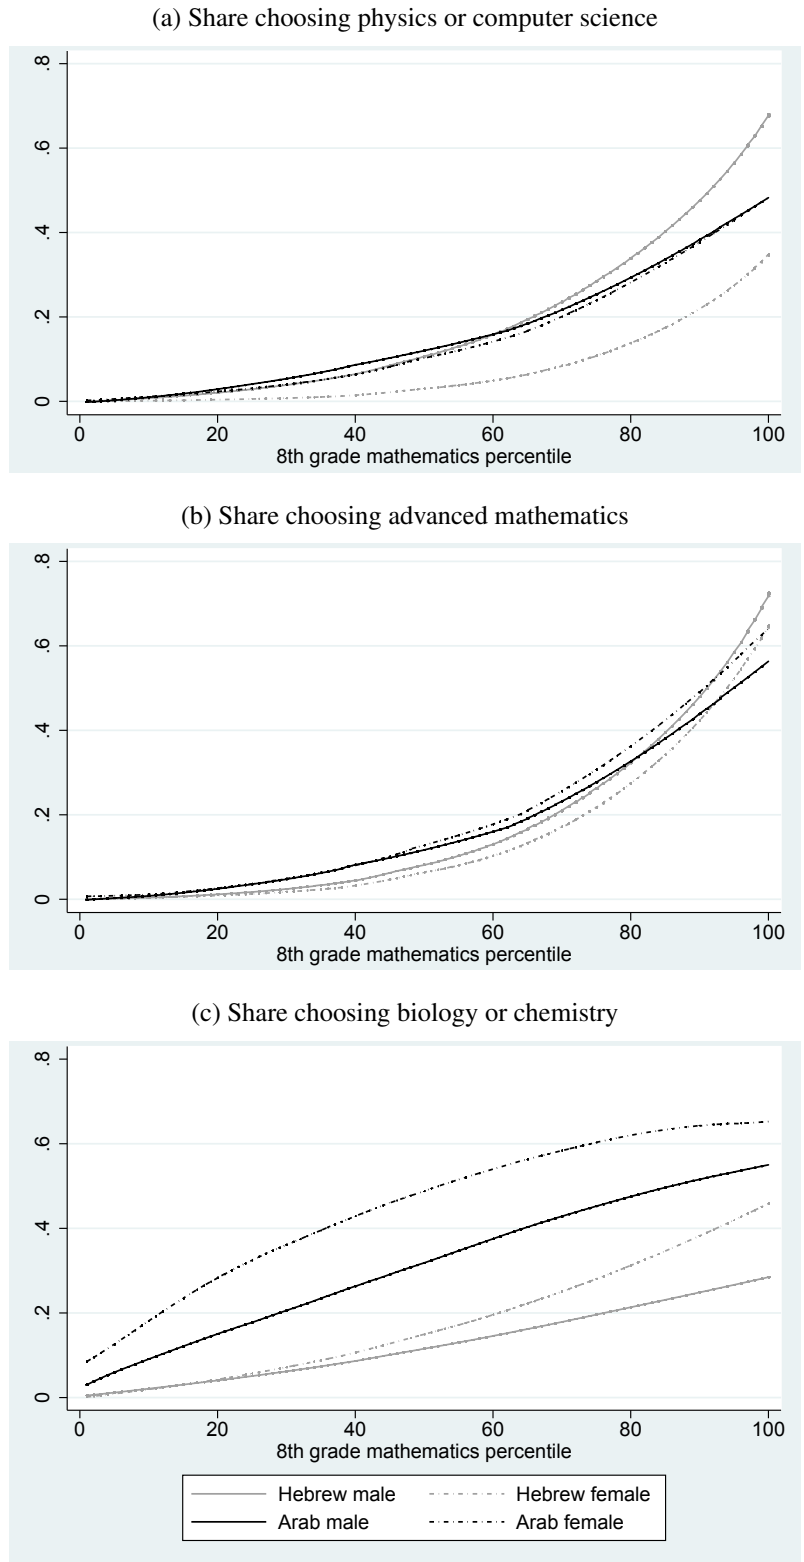 (a) Share choosing physics or computer science
.8
.6
.4
.2
0
0 20 40 60 80 100
8th grade mathematics percentile
(b) Share choosing advanced mathematics
.8
.6
.4
.2
0
0 20 40 60 80 100
8th grade mathematics percentile
(c) Share choosing biology or chemistry
.8
.6
.4
.2
0
0 20 40 60 80 100
8th grade mathematics percentile
Hebrew male Hebrew female
Arab male Arab female